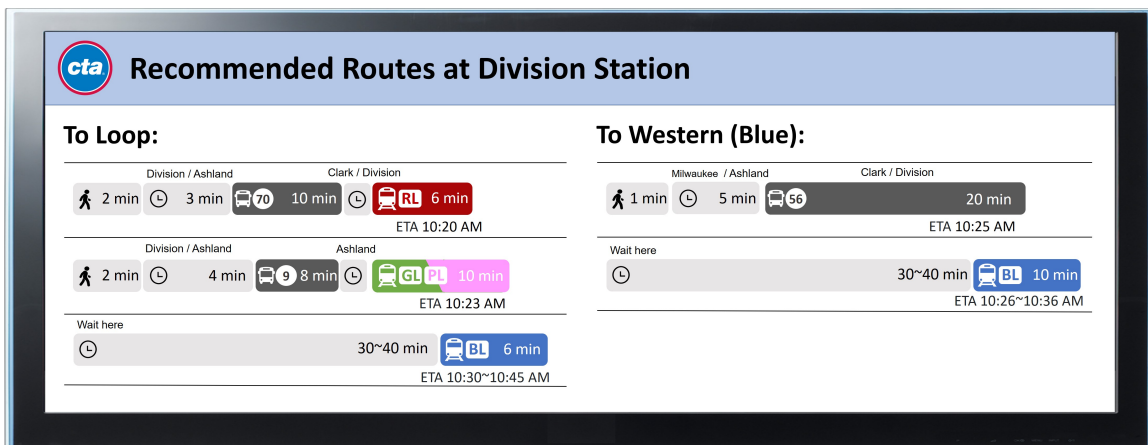 cta
Recommended Routes at Division Station
To Loop:
Division / Ashland Clark / Division
2 min 3 min 70 10 min RL 6 min
ETA 10:20 AM
Division / Ashland Ashland
2 min 4 min 9 8 min GL PL 10 min
ETA 10:23 AM
Wait here
30~40 min BL 6 min
ETA 10:30~10:45 AM
To Western (Blue):
Milwaukee / Ashland Clark / Division
1 min 5 min 56 20 min
ETA 10:25 AM
Wait here
30~40 min BL 10 min
ETA 10:26~10:36 AM